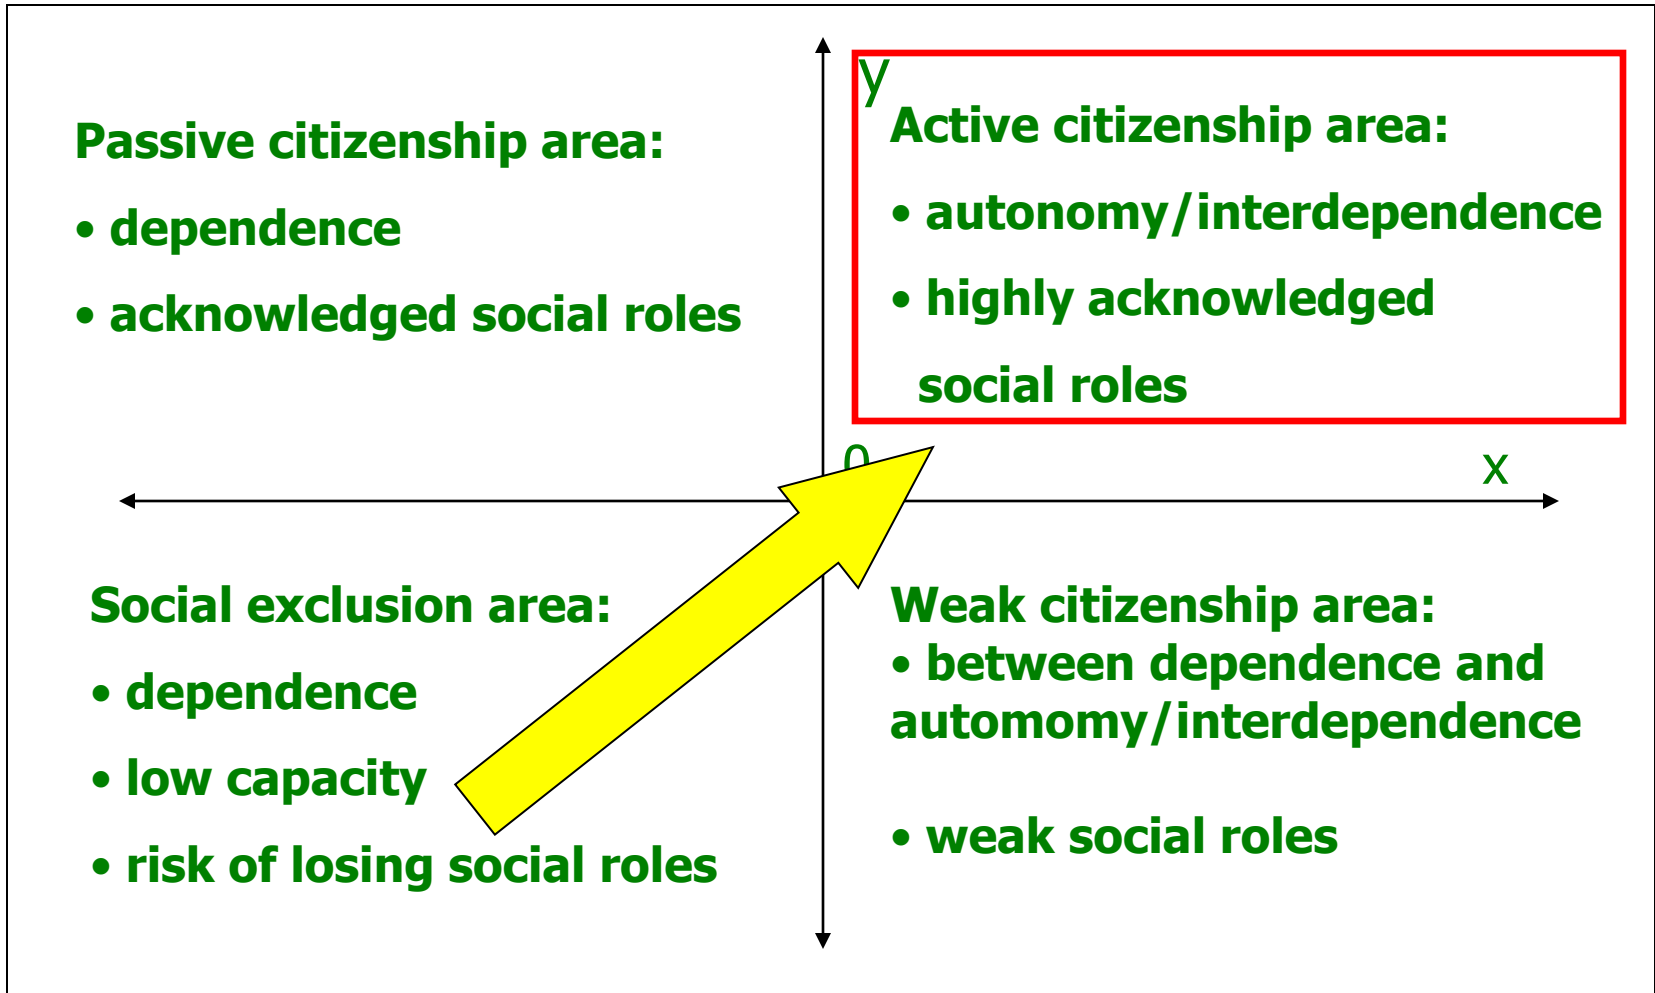 y
Passive citizenship area:
• dependence
• acknowledged social roles
Active citizenship area:
• autonomy/interdependence
• highly acknowledged
social roles
0
x
Social exclusion area:
• dependence
• low capacity
• risk of losing social roles
Weak citizenship area:
• between dependence and
automomy/interdependence
• weak social roles